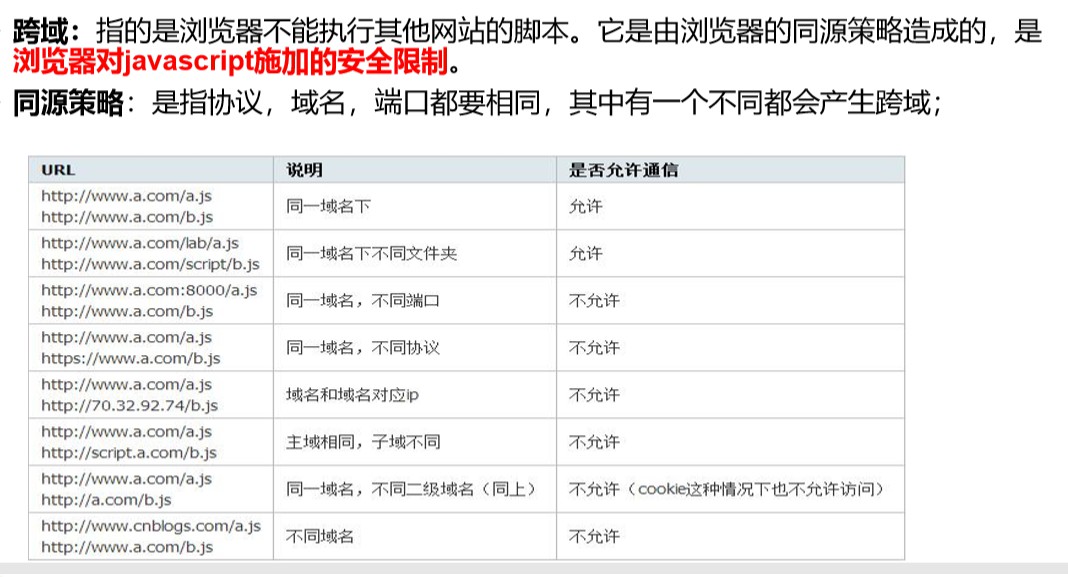 跨域：指的是浏览器不能执行其他网站的脚本。它是由浏览器的同源策略造成的，是
浏览器对javascript施加的安全限制。
同源策略：是指协议，域名，端口都要相同，其中有一个不同都会产生跨域；
URL 说明 是否允许通信
http://www.a.com/a.js
http://www.a.com/b.js
同一域名下
允许
http://www.a.com/lab/a.js
http://www.a.com/script/b.js
同一域名下不同文件夹
允许
http://www.a.com:8000/a.js
http://www.a.com/b.js
同一域名，不同端口
不允许
http://www.a.com/a.js
https://www.a.com/b.js
同一域名，不同协议
不允许
http://www.a.com/a.js
http://70.32.92.74/b.js
域名和域名对应ip
不允许
http://www.a.com/a.js
http://script.a.com/b.js
主域相同，子域不同
不允许
http://www.a.com/a.js
http://a.com/b.js
同一域名，不同二级域名（同上）
不允许（cookie这种情况下也不允许访问）
http://www.cnblogs.com/a.js
http://www.a.com/b.js
不同域名
不允许